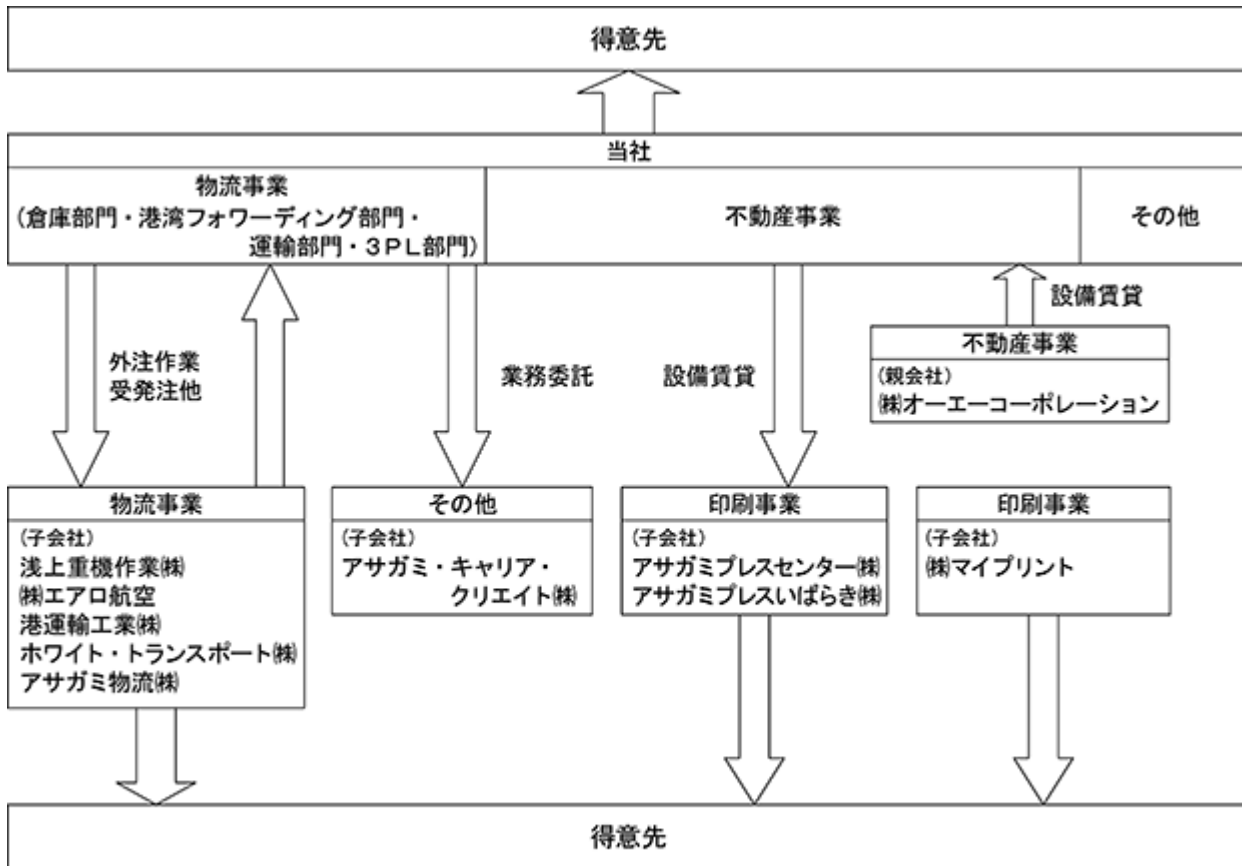 得意先
当社
物流事業
(倉庫部門・港湾フォワーディング部門・
運輸部門・3PL部門)
不動産事業
その他
外注作業
受発注他
業務委託
設備賃貸
設備賃貸
不動産事業
(親会社)
㈱オーエーコーポレーション
物流事業
(子会社)
浅上重機作業㈱
㈱エアロ航空
港運輸工業㈱
ホワイト・トランスポート㈱
アサガミ物流㈱
その他
(子会社)
アサガミ・キャリア・
クリエイト㈱
印刷事業
(子会社)
アサガミプレスセンター㈱
アサガミプレスいばらき㈱
印刷事業
(子会社)
㈱マイプリント
得意先